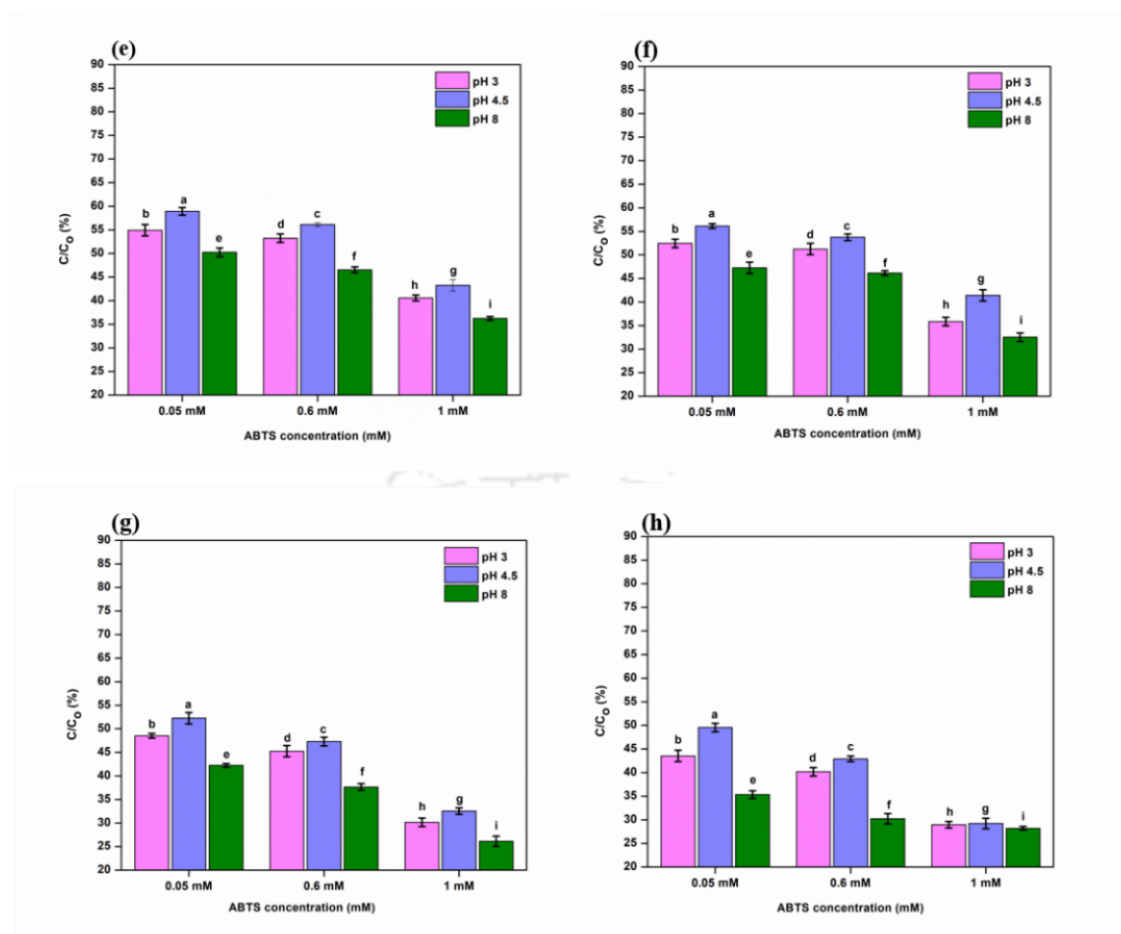 (e)
90
85
80
75
70
65
60
55
50
45
40
35
30
25
20
C/Co (%)
pH 3
pH 4.5
pH 8
b
a
e
d
c
f
h
g
i
0.05 mM
0.6 mM
1 mM
ABTS concentration (mM)
(f)
90
85
80
75
70
65
60
55
50
45
40
35
30
25
20
C/Co (%)
pH 3
pH 4.5
pH 8
b
a
e
d
c
f
h
g
i
0.05 mM
0.6 mM
1 mM
ABTS concentration (mM)
(g)
90
85
80
75
70
65
60
55
50
45
40
35
30
25
20
C/Co (%)
pH 3
pH 4.5
pH 8
b
a
e
d
c
f
h
g
i
0.05 mM
0.6 mM
1 mM
ABTS concentration (mM)
(h)
90
85
80
75
70
65
60
55
50
45
40
35
30
25
20
C/Co (%)
pH 3
pH 4.5
pH 8
b
a
e
d
c
f
h
g
i
0.05 mM
0.6 mM
1 mM
ABTS concentration (mM)